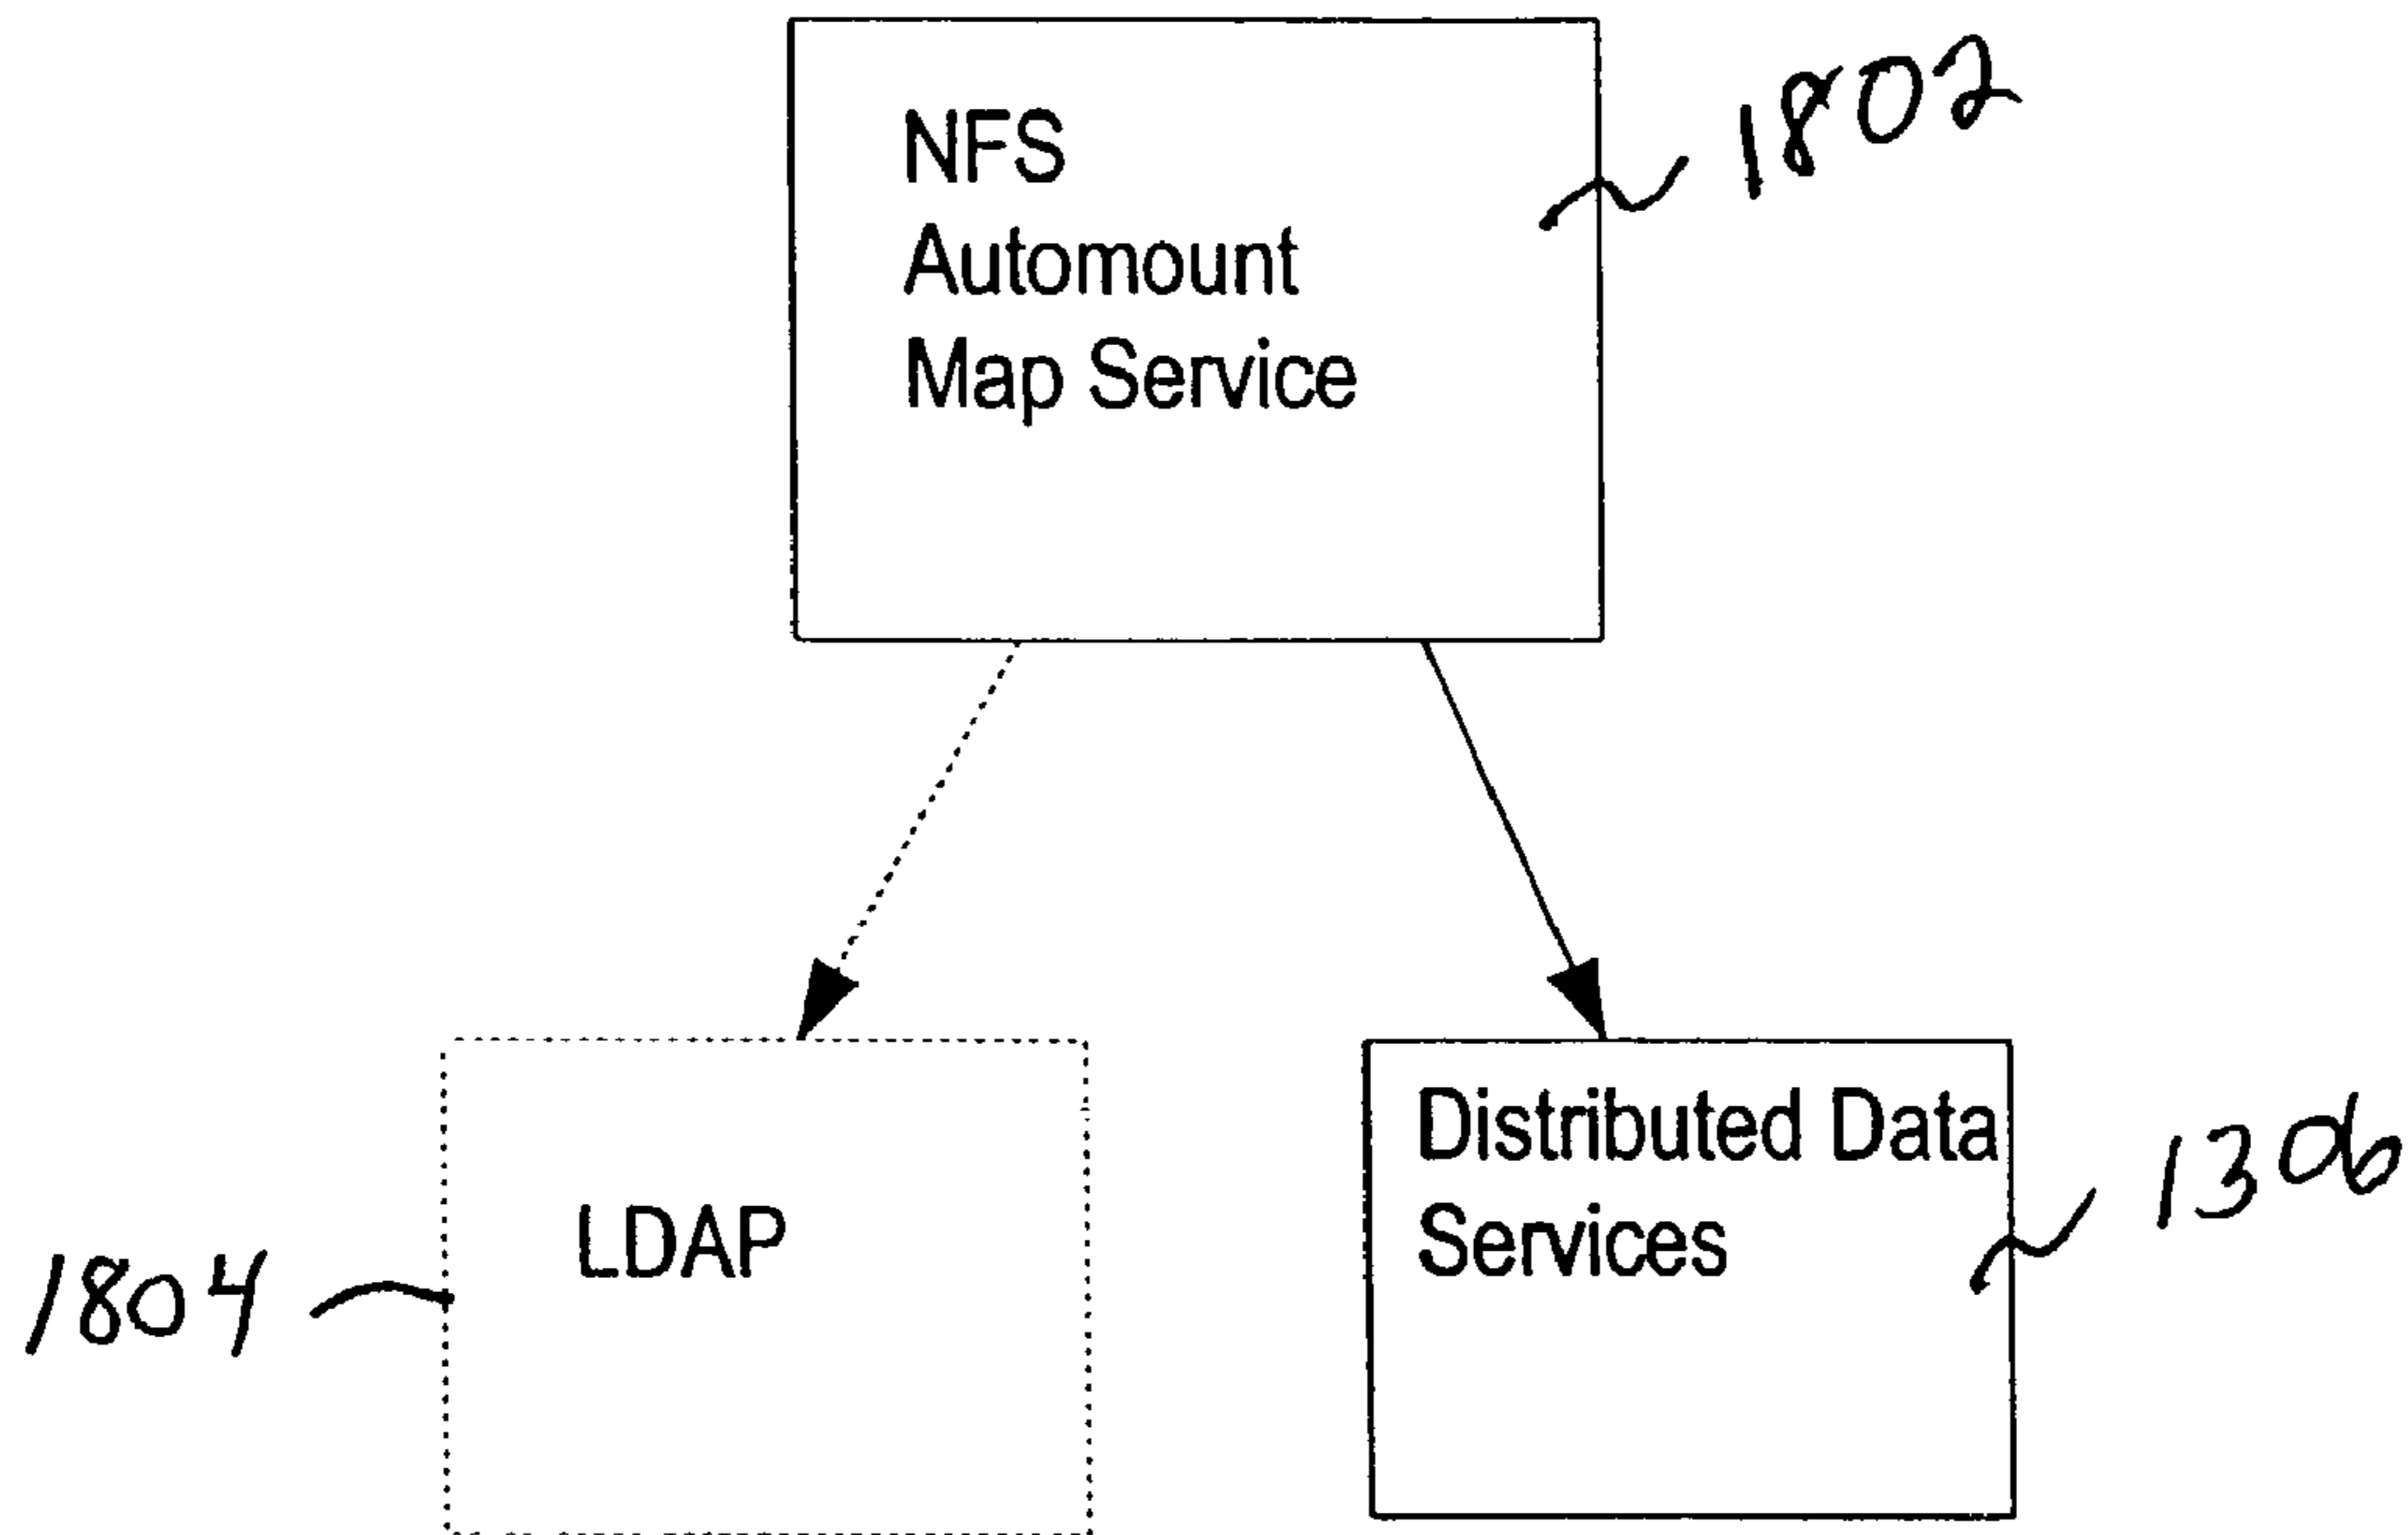 NFS
Automount
Map Service
1802
LDAP
1804
Distributed Data
Services
1306